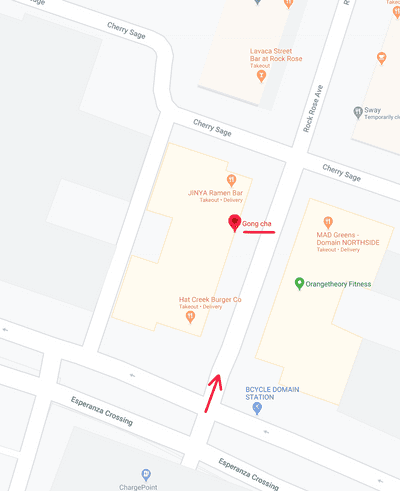 Cherry Sage
Lavaca Street
Bar at Rock Rose
Takeout
Rock Rose Ave
Sway
Temporarily clo
Cherry Sage
Cherry Sage
JINYA Ramen Bar
Takeout • Delivery
Gong cha
MAD Greens -
Domain NORTHSIDE
Takeout • Delivery
Orangetheory Fitness
Hat Creek Burger Co
Takeout • Delivery
BCYCLE DOMAIN
STATION
Esperanza Crossing
Esperanza Crossing
ChargePoint